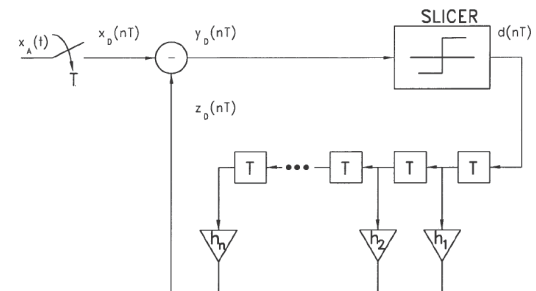 SLICER
x_A(t) x_D(nT) y_D(nT) d(nT)
-
T
z_D(nT)
T ••• T T T
h_n h_2 h_1